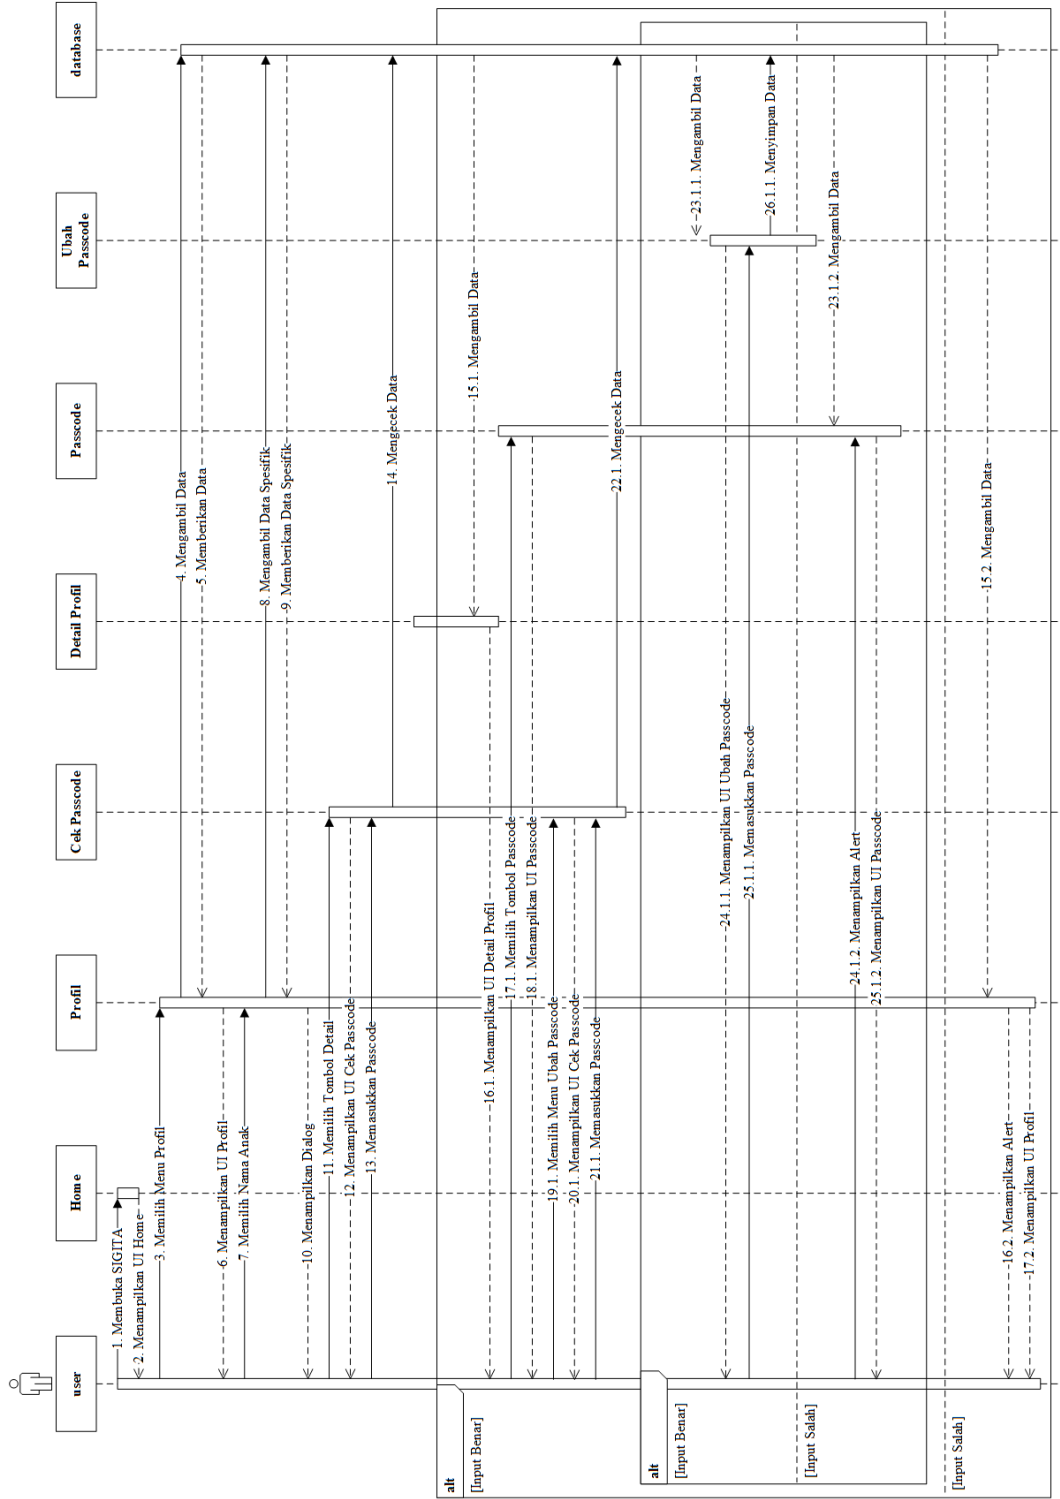 user
Home
Profil
Cek Passcode
Detail Profil
Passcode
Ubah
Passcode
database
1. Membuka SIGITA
2. Menampilkan UI Home
3. Memilih Menu Profil
4. Mengambil Data
5. Memberikan Data
6. Menampilkan UI Profil
7. Memilih Nama Anak
8. Mengambil Data Spesifik
9. Memberikan Data Spesifik
10. Menampilkan Dialog
11. Memilih Tombol Detail
12. Menampilkan UI Cek Passcode
13. Memasukkan Passcode
14. Mengecek Data
alt
[Input Benar]
15.1. Mengambil Data
16.1. Menampilkan UI Detail Profil
17.1. Memilih Tombol Passcode
18.1. Menampilkan UI Passcode
19.1. Memilih Menu Ubah Passcode
20.1. Menampilkan UI Cek Passcode
21.1. Memasukkan Passcode
22.1. Mengecek Data
alt
[Input Benar]
23.1.1. Mengambil Data
24.1.1. Menampilkan UI Ubah Passcode
25.1.1. Memasukkan Passcode
26.1.1. Menyimpan Data
[Input Salah]
23.1.2. Mengambil Data
24.1.2. Menampilkan Alert
25.1.2. Menampilkan UI Passcode
[Input Salah]
15.2. Mengambil Data
16.2. Menampilkan Alert
17.2. Menampilkan UI Profil